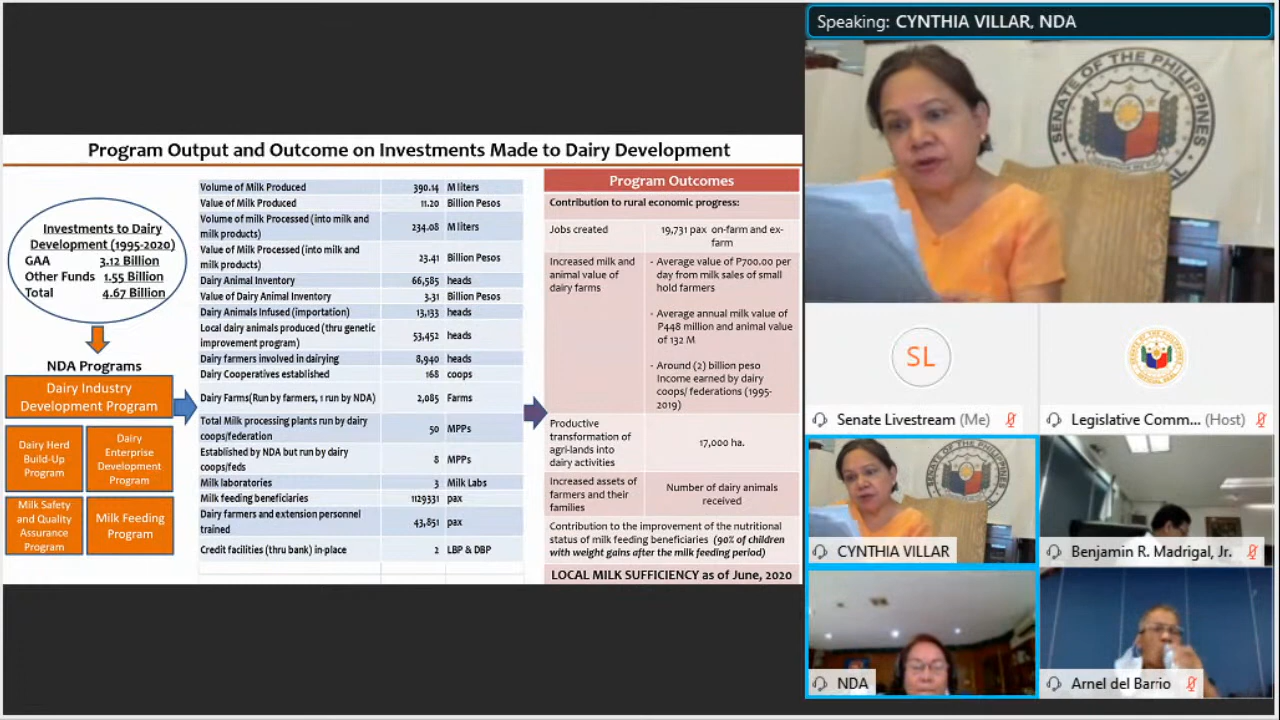 Program Output and Outcome on Investments Made to Dairy Development
Investments to Dairy
Development (1995-2020)
GAA 3.12 Billion
Other Funds 1.55 Billion
Total 4.67 Billion
NDA Programs
Dairy Industry
Development Program
Dairy Herd
Build-Up
Program
Dairy
Enterprise
Development
Program
Milk Safety
and Quality
Assurance
Program
Milk Feeding
Program
Volume of Milk Produced 390.14 M liters
Value of Milk Produced 11.20 Billion Pesos
Volume of milk Processed (into milk and
milk products) 234.08 M liters
Value of Milk Processed (into milk and
milk products) 23.41 Billion Pesos
Dairy Animal Inventory 66,585 heads
Value of Dairy Animal Inventory 3.31 Billion Pesos
Dairy Animals Infused (importation) 13,133 heads
Local dairy animals produced (thru genetic
improvement program) 53,452 heads
Dairy farmers involved in dairying 8,940 heads
Dairy Cooperatives established 168 coops
Dairy Farms(Run by farmers, 1 run by NDA) 2,085 Farms
Total Milk processing plants run by dairy
coops/federation 50 MPPs
Established by NDA but run by dairy
coops/feds 8 MPPs
Milk laboratories 3 Milk Labs
Milk feeding beneficiaries 1129331 pax
Dairy farmers and extension personnel
trained 43,851 pax
Credit facilities (thru bank) in-place 2 LBP & DBP
Program Outcomes
Contribution to rural economic progress:
Jobs created 19,731 pax on-farm and ex-
farm
Increased milk and
animal value of
dairy farms
- Average value of P700.00 per
day from milk sales of small
hold farmers
- Average annual milk value of
P448 million and animal value
of 132 M
- Around (2) billion peso
Income earned by dairy
coops/ federations (1995-
2019)
Productive
transformation of
agri-lands into
dairy activities
17,000 ha.
Increased assets of
farmers and their
families
Number of dairy animals
received
Contribution to the improvement of the nutritional
status of milk feeding beneficiaries (90% of children
with weight gains after the milk feeding period)
LOCAL MILK SUFFICIENCY as of June, 2020
Speaking: CYNTHIA VILLAR, NDA
SENATE OF THE PHILIPPINES
SL
Senate Livestream (Me)
Legislative Comm... (Host)
CYNTHIA VILLAR
Benjamin R. Madrigal, Jr.
NDA
Arnel del Barrio